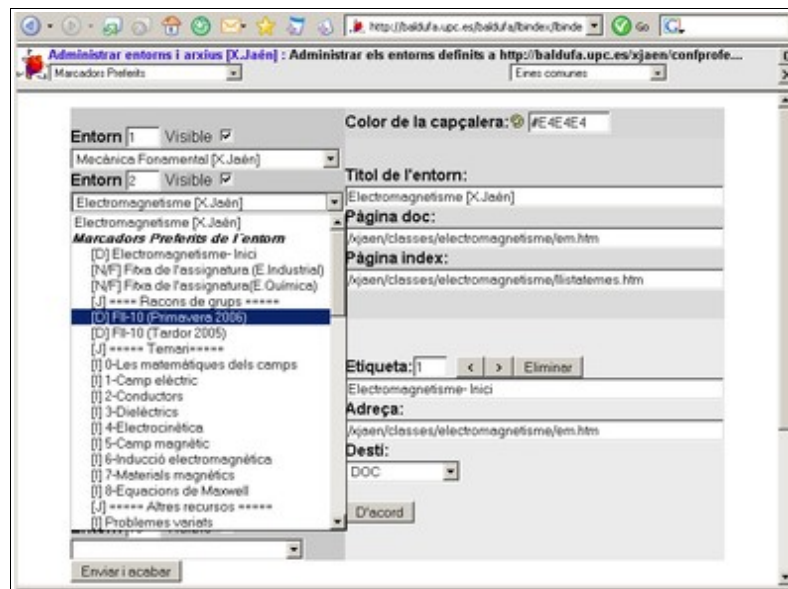 http://baldufa.upc.es/baldufa/bindex/binde
Go
Administrar entorns i arxius [X.Jaén] : Administrar els entorns definits a http://baldufa.upc.es/xjaen/confprofe....
Marcadors Preferits
Eines comunes
Color de la capçalera: #E4E4E4
Entorn 1 Visible
Mecànica Fonamental [X.Jaén]
Entorn 2 Visible
Electromagnetisme [X.Jaén]
Electromagnetisme [X.Jaén]
Marcadors Preferits de l'entorn
[D] Electromagnetisme- Inici
[N/F] Fitxa de l'assignatura (E.Industrial)
[N/F] Fitxa de l'assignatura(E.Química)
[J] **** Racons de grups *****
[D] FII-10 (Primavera 2006)
[D] FII-10 (Tardor 2005)
[J] ***** Temari*****
[I] 0-Les matemàtiques dels camps
[I] 1-Camp elèctric
[I] 2-Conductors
[I] 3-Dielèctrics
[I] 4-Electrocinètica
[I] 5-Camp magnètic
[I] 6-Inducció electromagnètica
[I] 7-Materials magnètics
[I] 8-Equacions de Maxwell
[J] ***** Altres recursos *****
[I] Problemes variats
Enviar i acabar
Títol de l'entorn:
Electromagnetisme [X.Jaén]
Pàgina doc:
/xjaen/classes/electromagnetisme/em.htm
Pàgina index:
/xjaen/classes/electromagnetisme/llistatemes.htm
Etiqueta: 1 < > Eliminar
Electromagnetisme- Inici
Adreça:
/xjaen/classes/electromagnetisme/em.htm
Destí:
DOC
D'acord